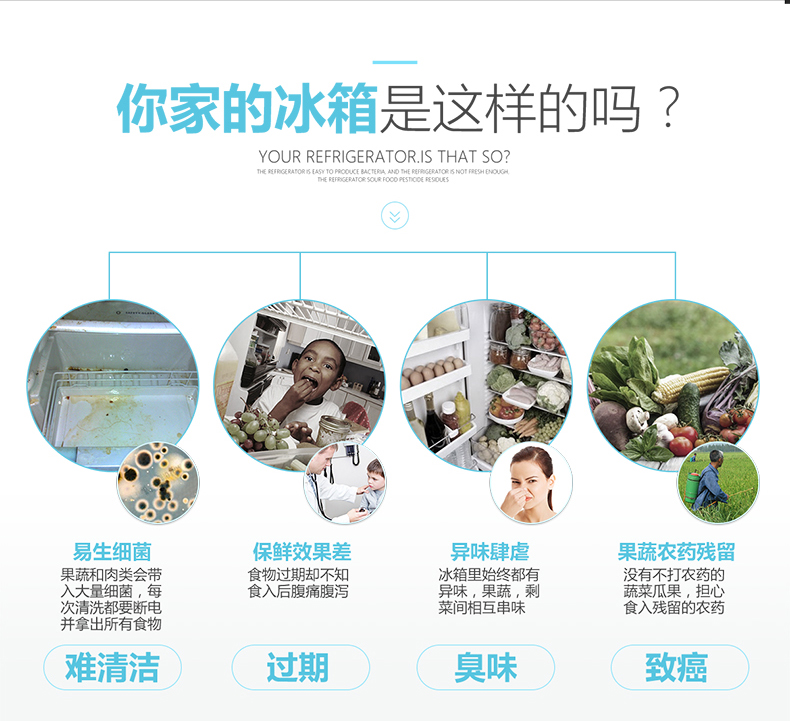 你家的冰箱是这样的吗？
YOUR REFRIGERATOR.IS THAT SO?
THE REFRIGERATOR IS EASY TO PRODUCE BACTERIA, AND THE REFRIGERATOR IS NOT FRESH ENOUGH.
THE REFRIGERATOR SOUR FOOD PESTICIDE RESIDUES
易生细菌
果蔬和肉类会带
入大量细菌，每
次清洗都要断电
并拿出所有食物
难清洁
保鲜效果差
食物过期却不知
食入后腹痛腹泻
过期
异味肆虐
冰箱里始终都有
异味，果蔬，剩
菜间相互串味
臭味
果蔬农药残留
没有不打农药的
蔬菜瓜果，担心
食入残留的农药
致癌